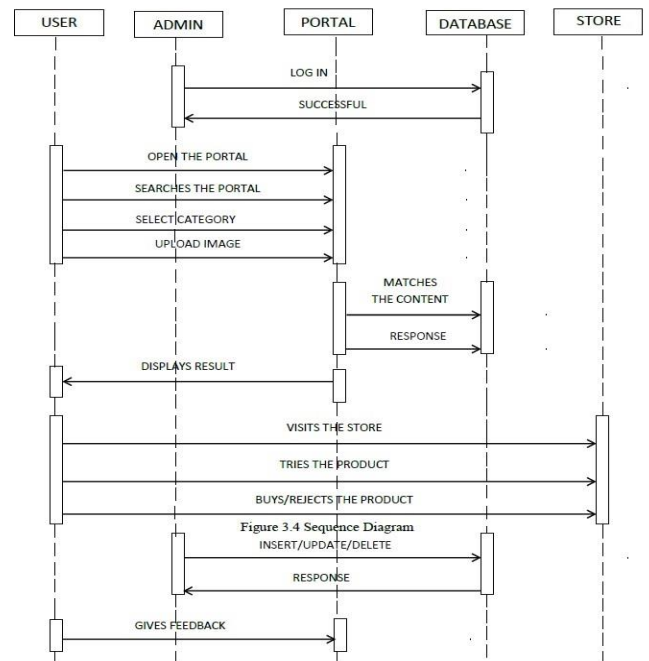 USER
ADMIN
PORTAL
DATABASE
STORE
LOG IN
SUCCESSFUL
OPEN THE PORTAL
SEARCHES THE PORTAL
SELECT CATEGORY
UPLOAD IMAGE
MATCHES
THE CONTENT
RESPONSE
DISPLAYS RESULT
VISITS THE STORE
TRIES THE PRODUCT
BUYS/REJECTS THE PRODUCT
Figure 3.4 Sequence Diagram
INSERT/UPDATE/DELETE
RESPONSE
GIVES FEEDBACK